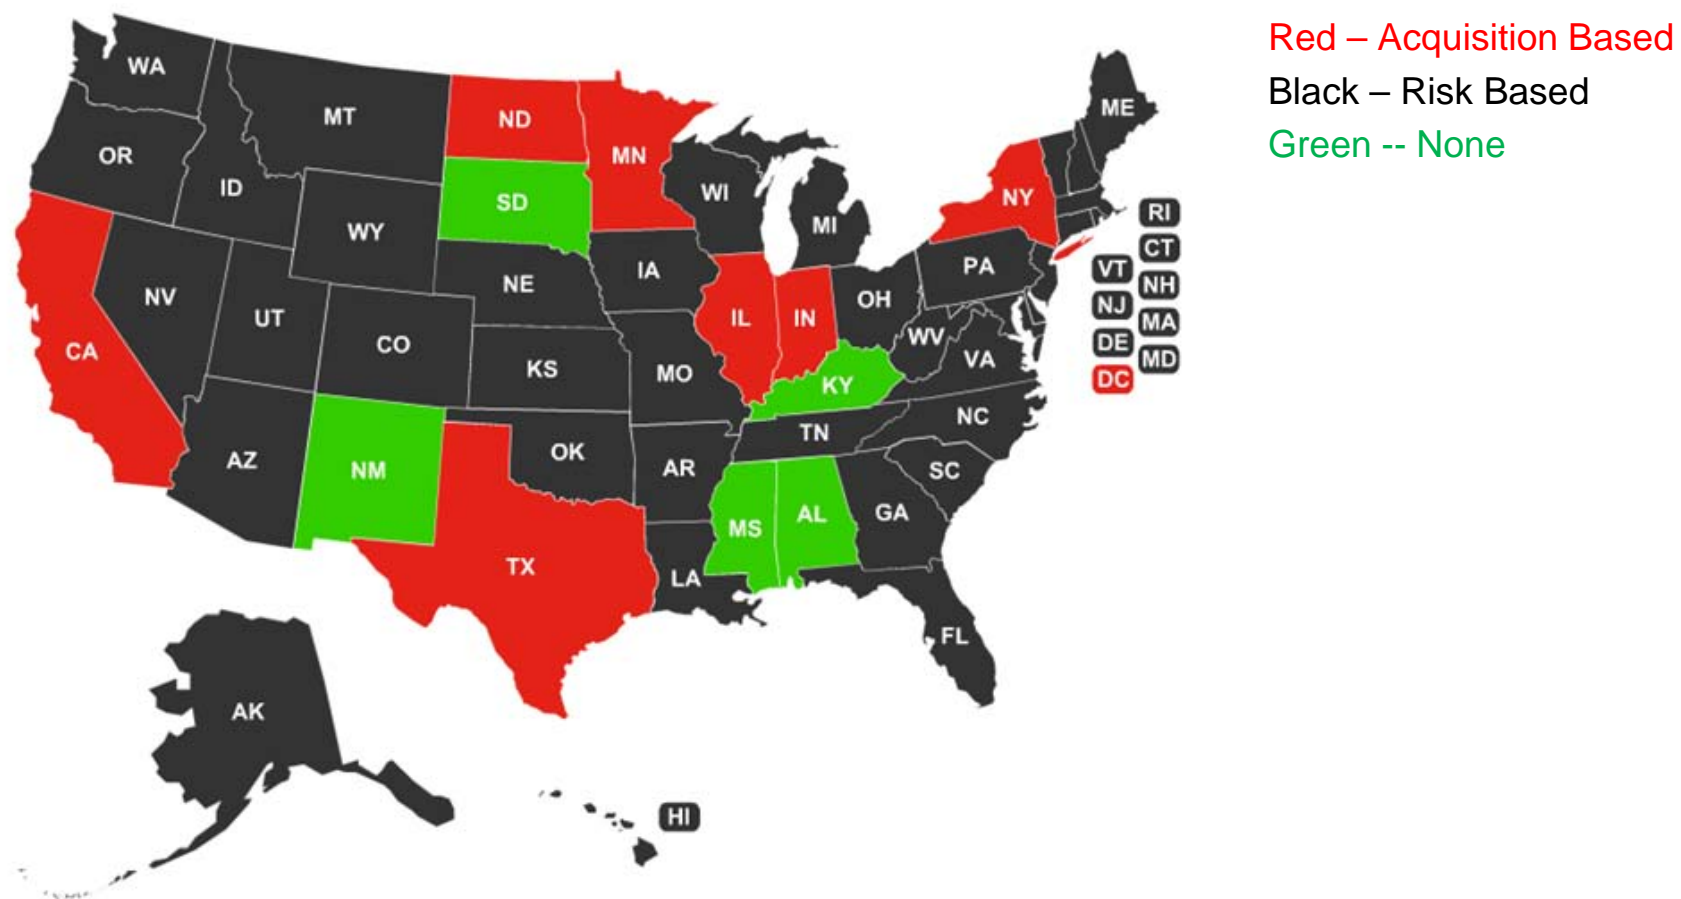 Red – Acquisition Based
Black – Risk Based
Green -- None
WA
MT
ND
MN
ME
OR
ID
SD
WI
NY
WY
MI
RI
CT
IA
PA
VT
NE
NH
NV
OH
NJ
UT
IL
IN
MA
CO
WV
DE
VA
MD
CA
KS
MO
KY
DC
NC
TN
AZ
NM
OK
AR
SC
MS
AL
GA
TX
LA
FL
AK
HI